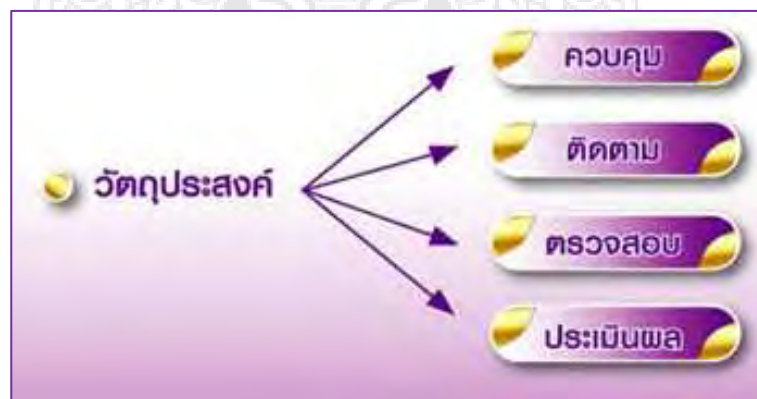 วัตถุประสงค์
ควบคุม
ติดตาม
ตรวจสอบ
ประเมินผล